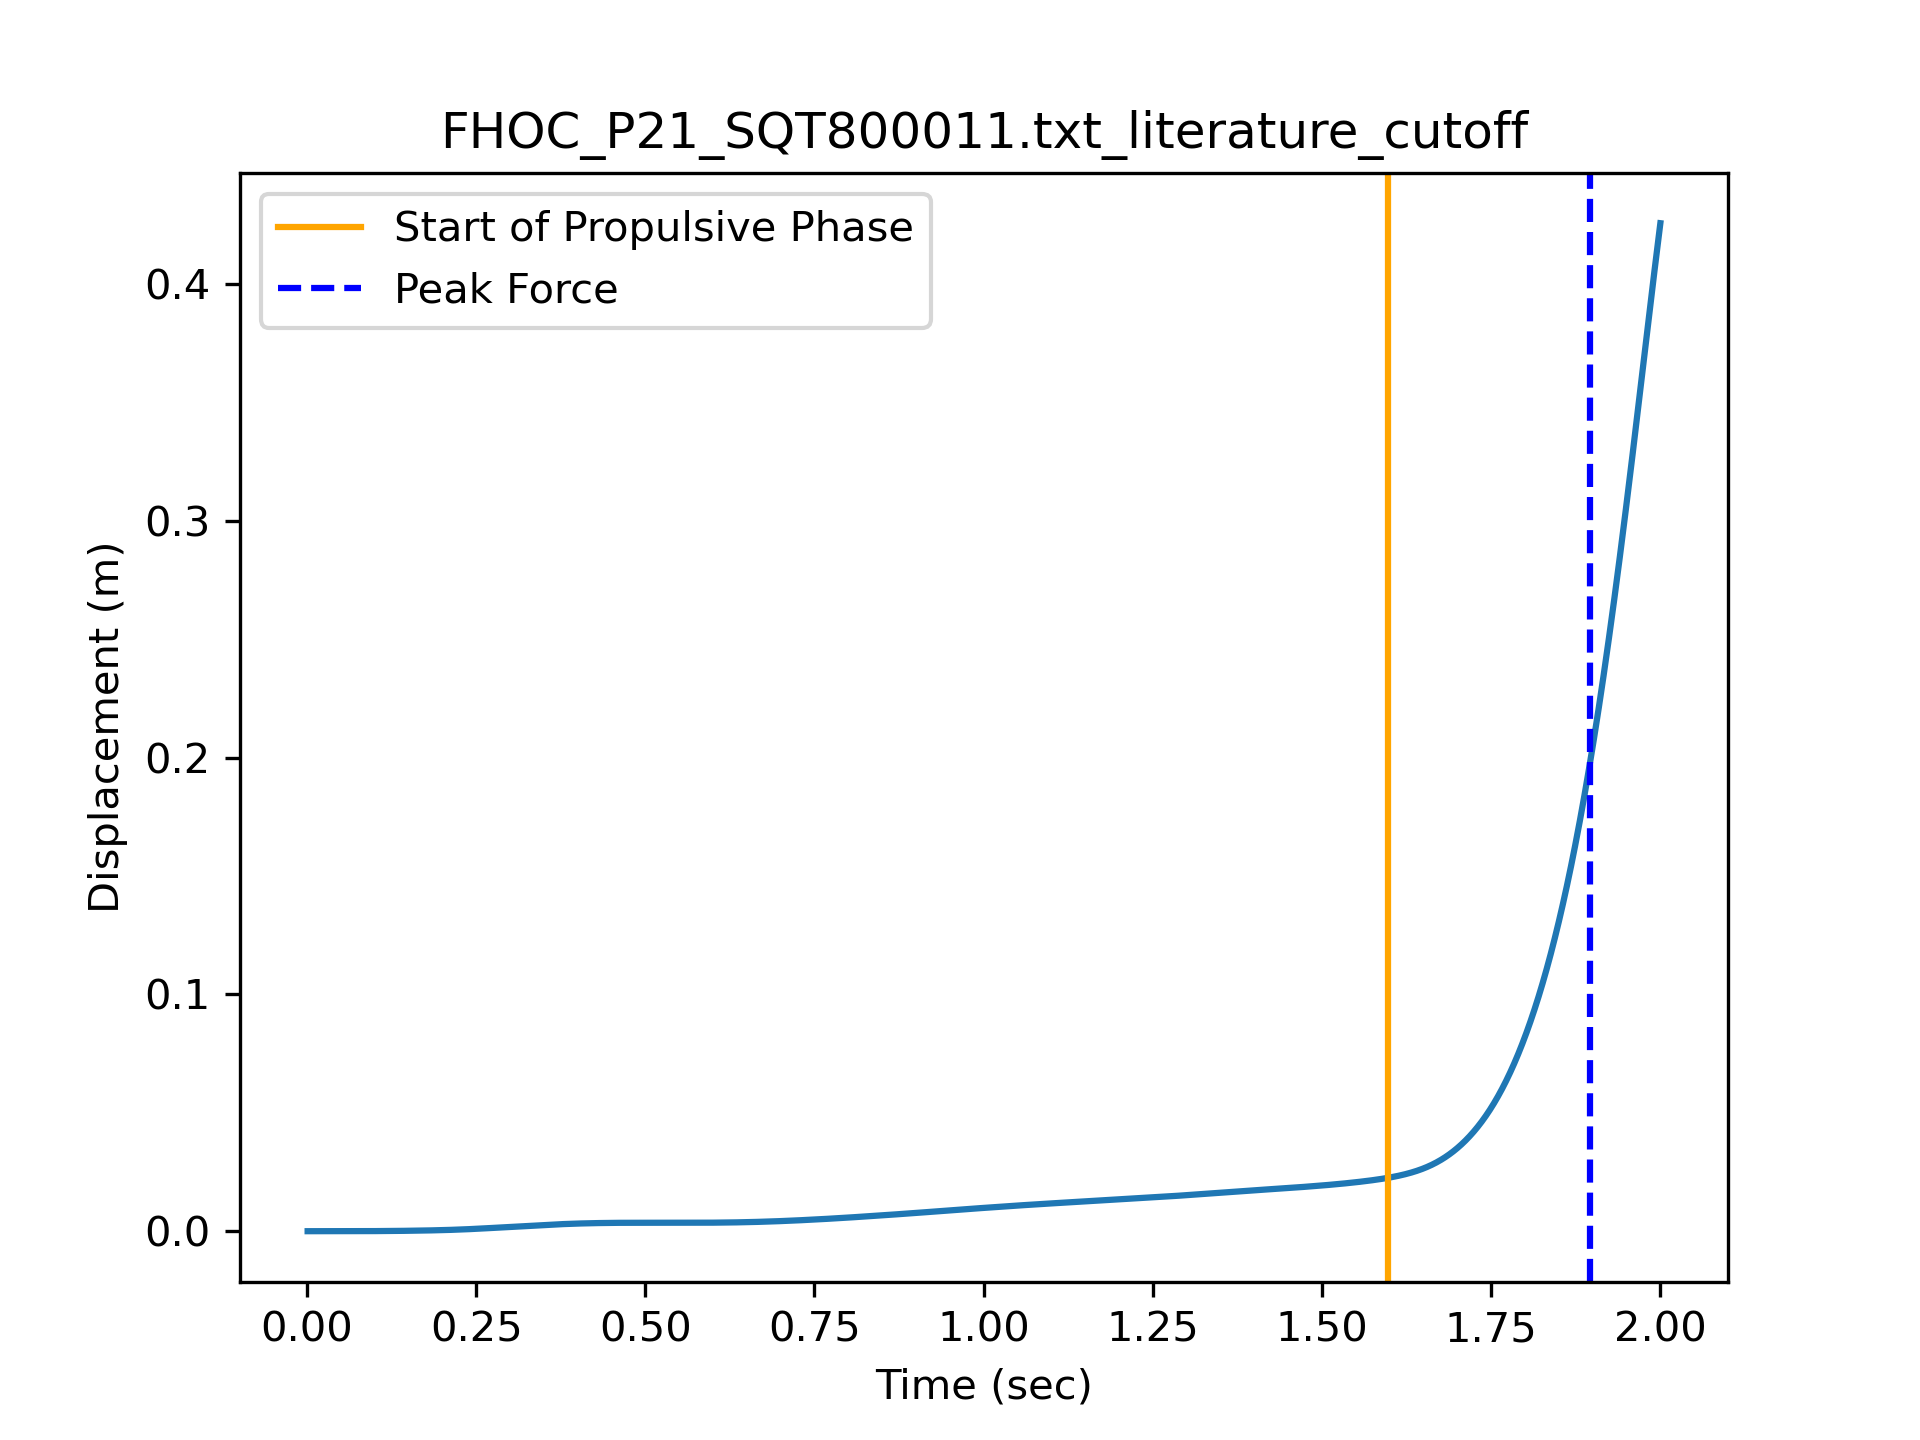 FHOC_P21_SQT800011.txt_literature_cutoff
Start of Propulsive Phase
Peak Force
0.4
0.3
0.2
0.1
0.0
Displacement (m)
0.00 0.25 0.50 0.75 1.00 1.25 1.50 1.75 2.00
Time (sec)